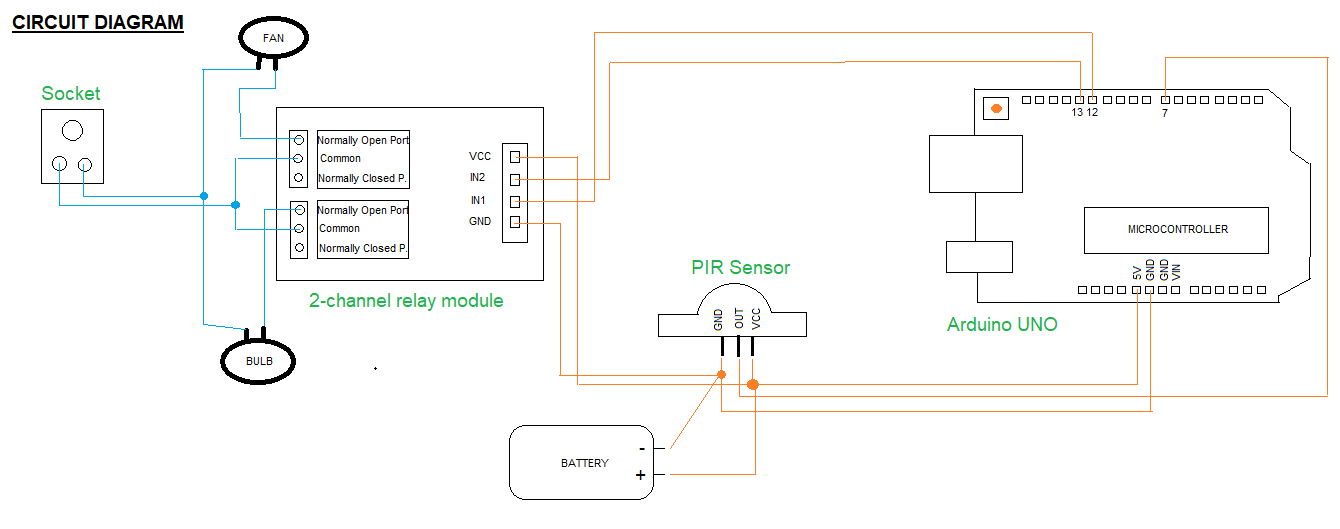 CIRCUIT DIAGRAM
FAN
Socket
Normally Open Port
Common
Normally Closed P.
Normally Open Port
Common
Normally Closed P.
VCC
IN2
IN1
GND
2-channel relay module
BULB
PIR Sensor
GND
OUT
VCC
BATTERY
-
+
13 12
7
MICROCONTROLLER
5V
GND
GND
VIN
Arduino UNO